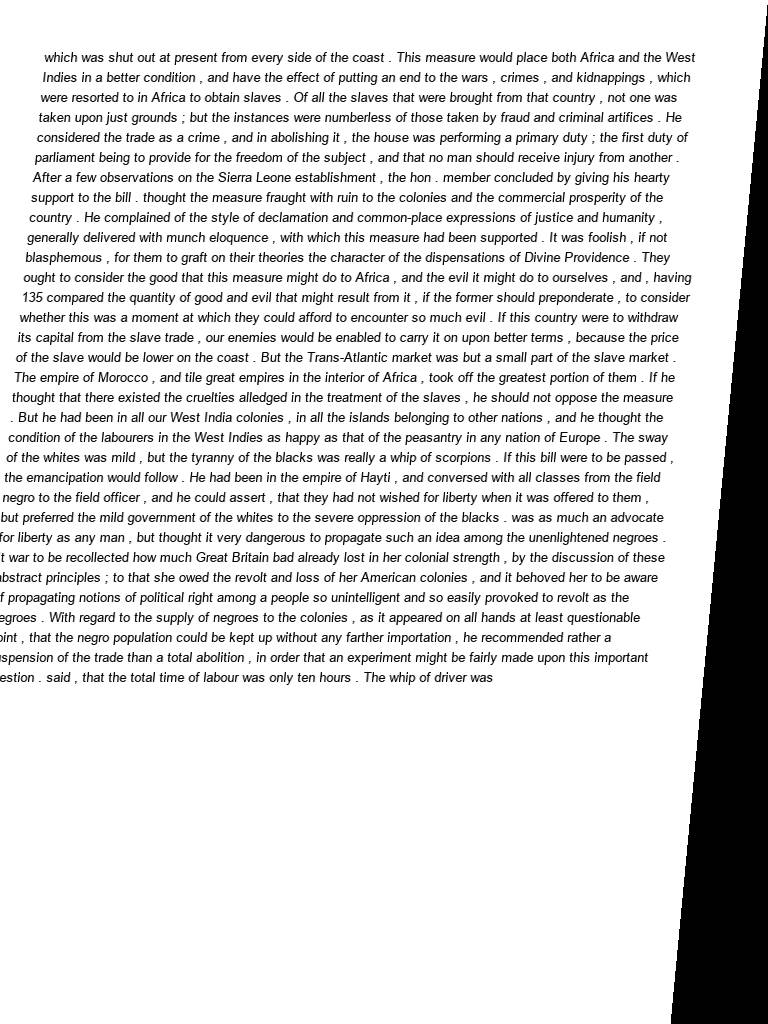 which was shut out at present from every side of the coast . This measure would place both Africa and the West
Indies in a better condition , and have the effect of putting an end to the wars , crimes , and kidnappings , which
were resorted to in Africa to obtain slaves . Of all the slaves that were brought from that country , not one was
taken upon just grounds ; but the instances were numberless of those taken by fraud and criminal artifices . He
considered the trade as a crime , and in abolishing it , the house was performing a primary duty ; the first duty of
parliament being to provide for the freedom of the subject , and that no man should receive injury from another .
After a few observations on the Sierra Leone establishment , the hon . member concluded by giving his hearty
support to the bill . thought the measure fraught with ruin to the colonies and the commercial prosperity of the
country . He complained of the style of declamation and common-place expressions of justice and humanity ,
generally delivered with munch eloquence , with which this measure had been supported . It was foolish , if not
blasphemous , for them to graft on their theories the character of the dispensations of Divine Providence . They
ought to consider the good that this measure might do to Africa , and the evil it might do to ourselves , and , having
135 compared the quantity of good and evil that might result from it , if the former should preponderate , to consider
whether this was a moment at which they could afford to encounter so much evil . If this country were to withdraw
its capital from the slave trade , our enemies would be enabled to carry it on upon better terms , because the price
of the slave would be lower on the coast . But the Trans-Atlantic market was but a small part of the slave market .
The empire of Morocco , and tile great empires in the interior of Africa , took off the greatest portion of them . If he
thought that there existed the cruelties alledged in the treatment of the slaves , he should not oppose the measure
. But he had been in all our West India colonies , in all the islands belonging to other nations , and he thought the
condition of the labourers in the West Indies as happy as that of the peasantry in any nation of Europe . The sway
of the whites was mild , but the tyranny of the blacks was really a whip of scorpions . If this bill were to be passed ,
the emancipation would follow . He had been in the empire of Hayti , and conversed with all classes from the field
negro to the field officer , and he could assert , that they had not wished for liberty when it was offered to them ,
but preferred the mild government of the whites to the severe oppression of the blacks . was as much an advocate
for liberty as any man , but thought it very dangerous to propagate such an idea among the unenlightened negroes .
t war to be recollected how much Great Britain bad already lost in her colonial strength , by the discussion of these
abstract principles ; to that she owed the revolt and loss of her American colonies , and it behoved her to be aware
f propagating notions of political right among a people so unintelligent and so easily provoked to revolt as the
egroes . With regard to the supply of negroes to the colonies , as it appeared on all hands at least questionable
oint , that the negro population could be kept up without any farther importation , he recommended rather a
spension of the trade than a total abolition , in order that an experiment might be fairly made upon this important
estion . said , that the total time of labour was only ten hours . The whip of driver was